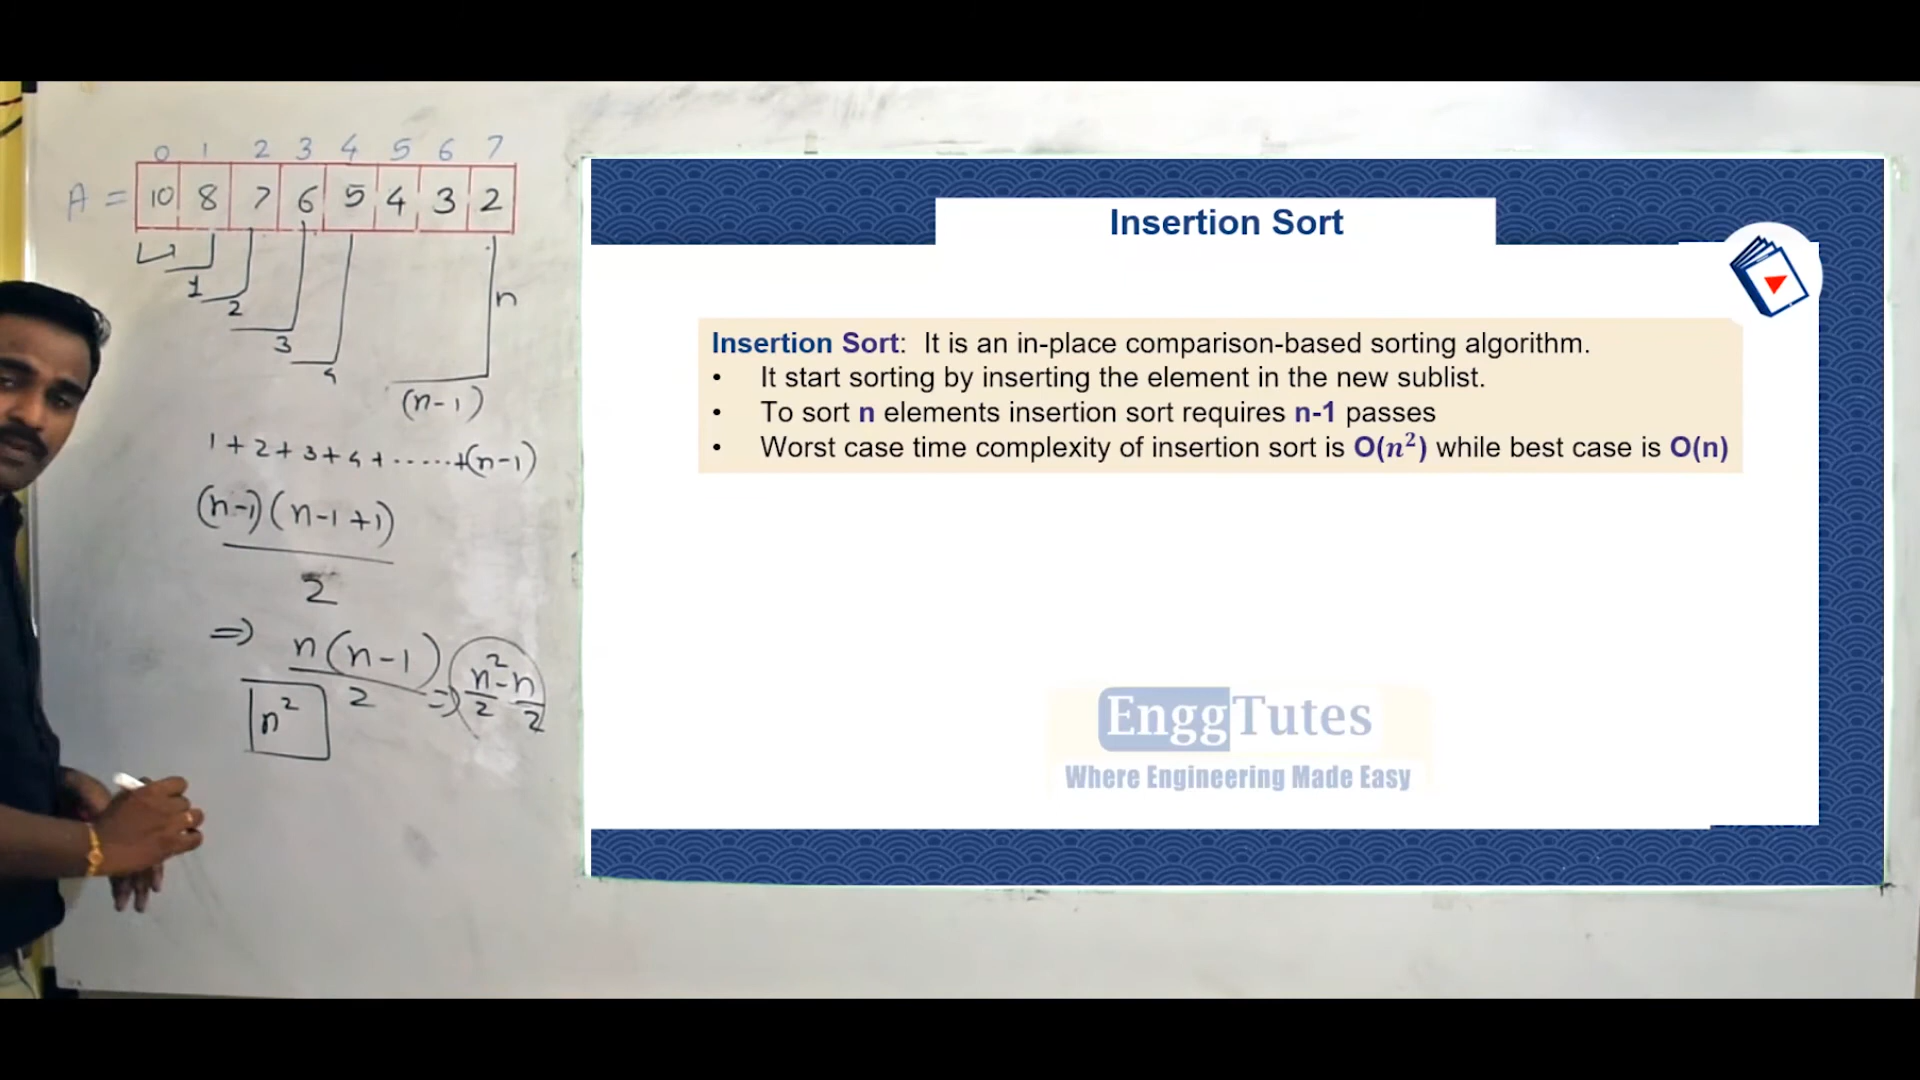 0 1 2 3 4 5 6 7
A = 10 8 7 6 5 4 3 2
1
2
3
4
n
(n-1)
1+2+3+4+......+(n-1)
(n-1)(n-1+1)
2
=> n(n-1)
2
=> n²/2 - n/2
n²
Insertion Sort
Insertion Sort: It is an in-place comparison-based sorting algorithm.
• It start sorting by inserting the element in the new sublist.
• To sort n elements insertion sort requires n-1 passes
• Worst case time complexity of insertion sort is O(n²) while best case is O(n)
EnggTutes
Where Engineering Made Easy